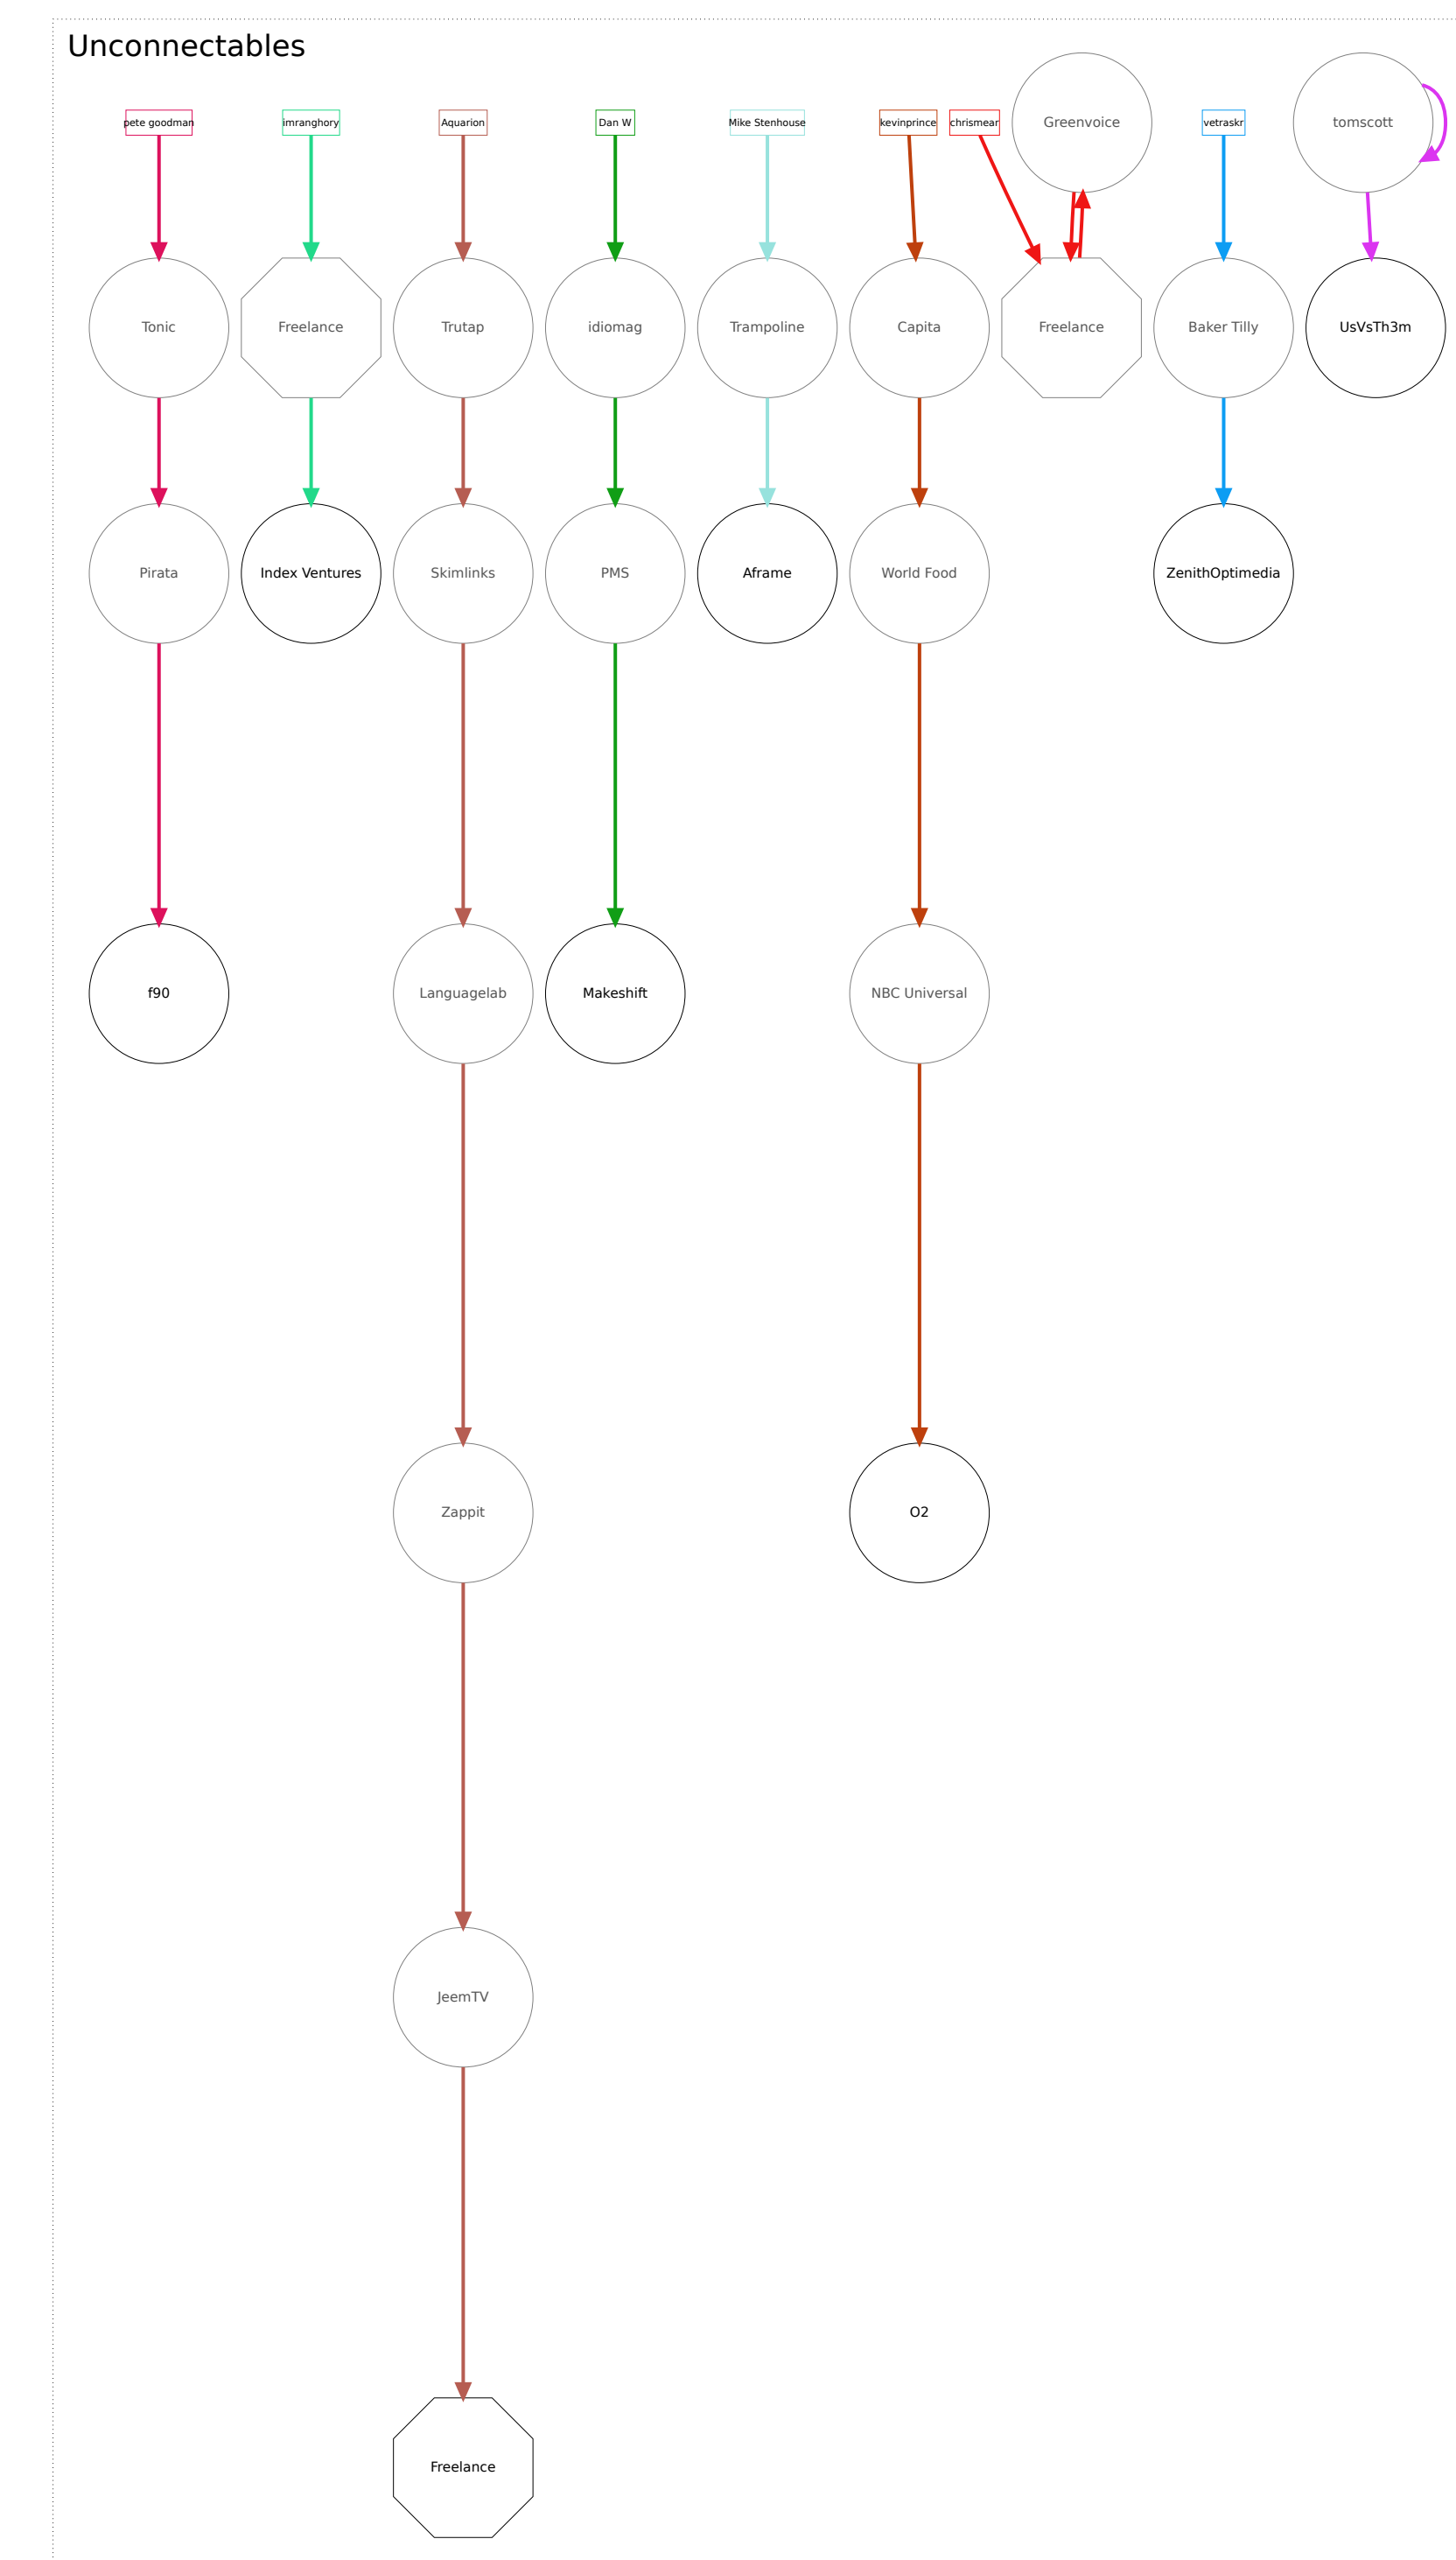 Unconnectables
pete goodman
imranghory
Aquarion
Dan W
Mike Stenhouse
kevinprince
chrismear
Greenvoice
vetraskr
tomscott
Tonic
Freelance
Trutap
idiomag
Trampoline
Capita
Freelance
Baker Tilly
UsVsTh3m
Pirata
Index Ventures
Skimlinks
PMS
Aframe
World Food
ZenithOptimedia
f90
Languagelab
Makeshift
NBC Universal
Zappit
O2
JeemTV
Freelance